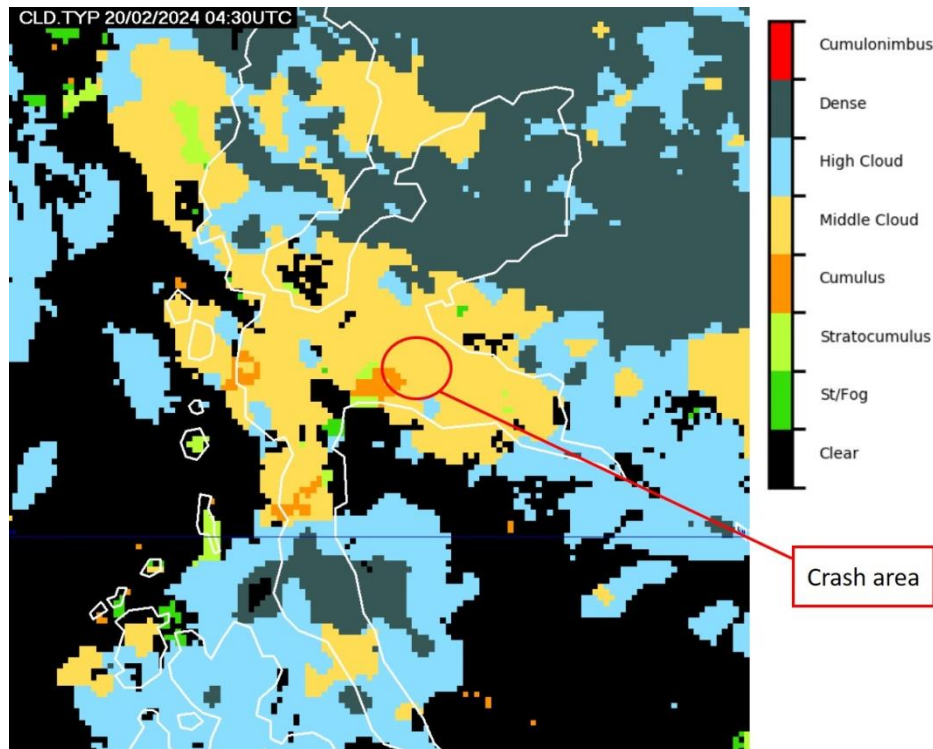 CLD.TYP 20/02/2024 04:30UTC
Cumulonimbus
Dense
High Cloud
Middle Cloud
Cumulus
Stratocumulus
St/Fog
Clear
Crash area